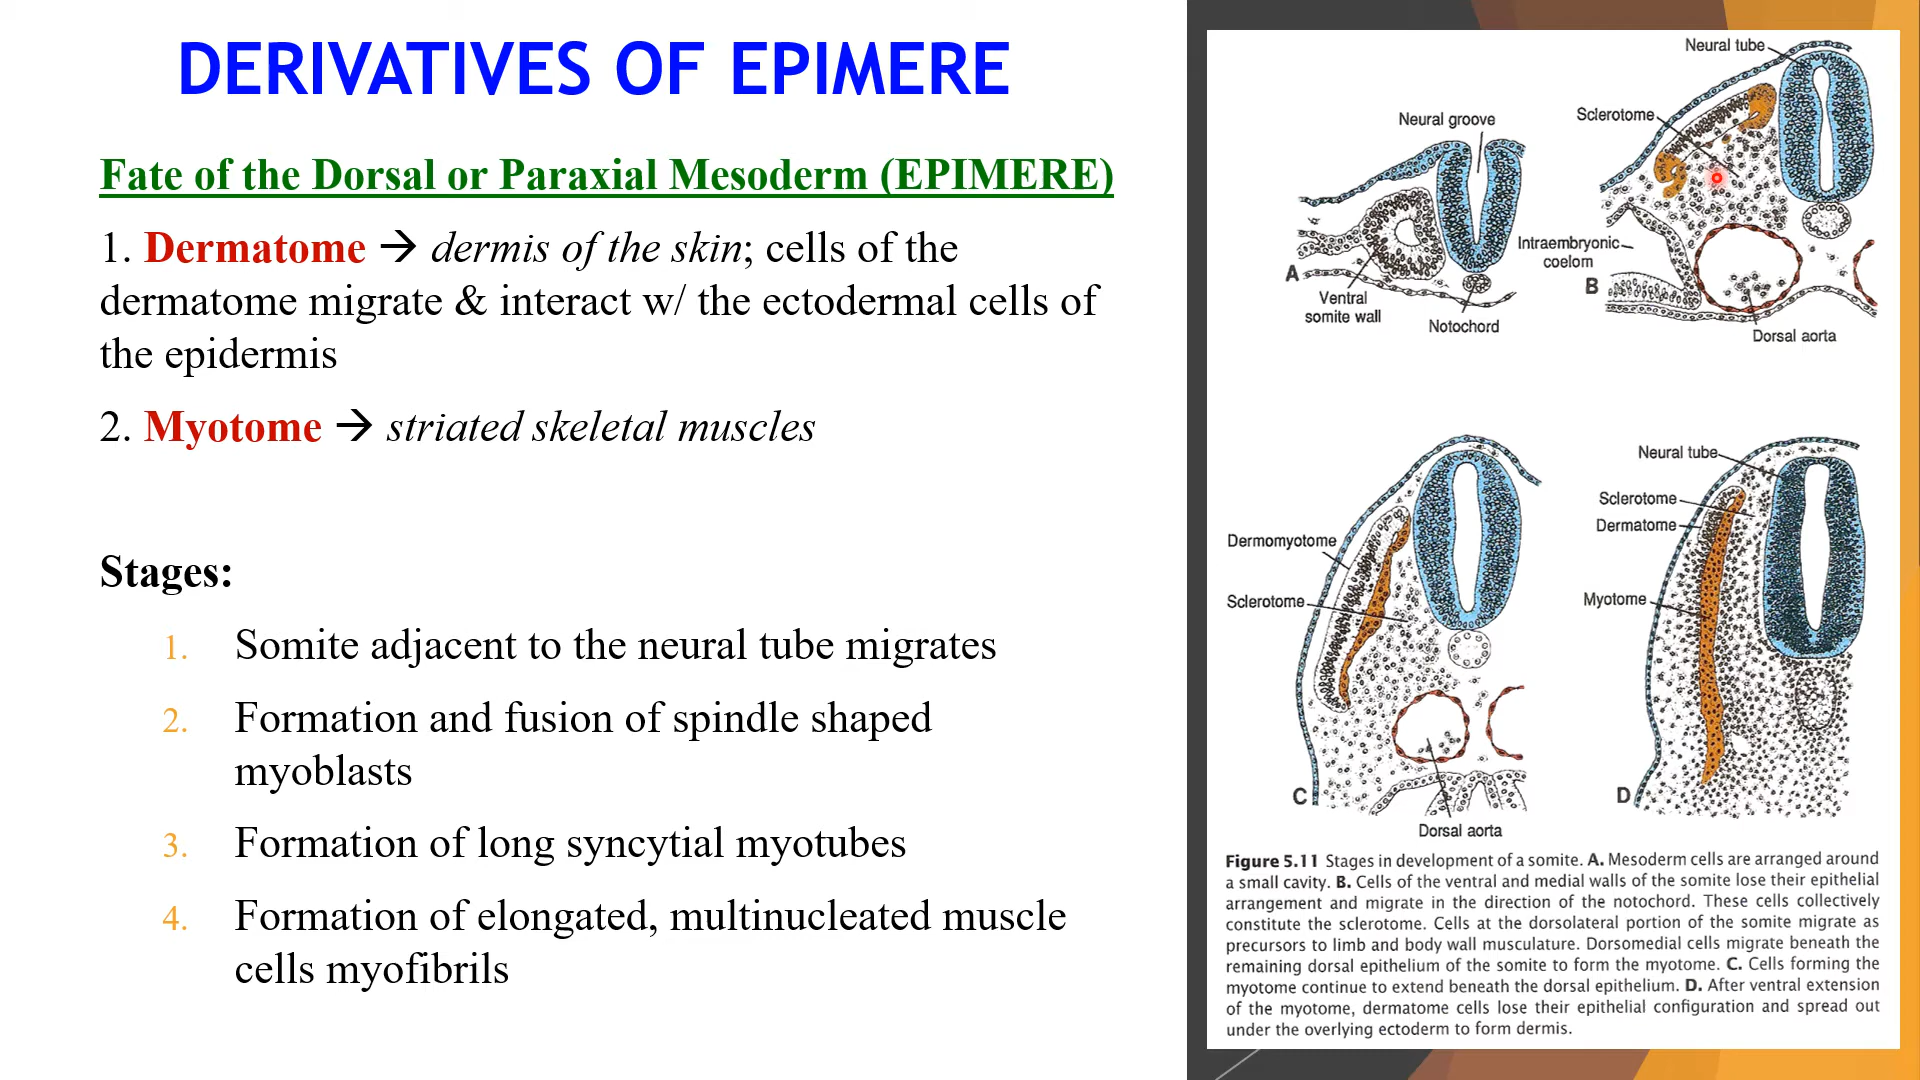 DERIVATIVES OF EPIMERE
Fate of the Dorsal or Paraxial Mesoderm (EPIMERE)
1. Dermatome → dermis of the skin; cells of the
dermatome migrate & interact w/ the ectodermal cells of
the epidermis
2. Myotome → striated skeletal muscles
Stages:
1. Somite adjacent to the neural tube migrates
2. Formation and fusion of spindle shaped
myoblasts
3. Formation of long syncytial myotubes
4. Formation of elongated, multinucleated muscle
cells myofibrils
Neural groove
A
Ventral
somite wall
Notochord
Neural tube
Sclerotome
Intraembryonic
coelom
B
Dorsal aorta
Dermomyotome
Sclerotome
C
Dorsal aorta
Neural tube
Sclerotome
Dermatome
Myotome
D
Figure 5.11 Stages in development of a somite. A. Mesoderm cells are arranged around
a small cavity. B. Cells of the ventral and medial walls of the somite lose their epithelial
arrangement and migrate in the direction of the notochord. These cells collectively
constitute the sclerotome. Cells at the dorsolateral portion of the somite migrate as
precursors to limb and body wall musculature. Dorsomedial cells migrate beneath the
remaining dorsal epithelium of the somite to form the myotome. C. Cells forming the
myotome continue to extend beneath the dorsal epithelium. D. After ventral extension
of the myotome, dermatome cells lose their epithelial configuration and spread out
under the overlying ectoderm to form dermis.